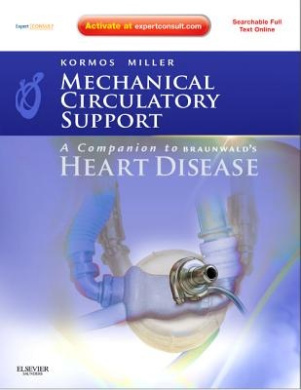 Expert CONSULT
Activate at expertconsult.com
Searchable Full
Text Online
KORMOS MILLER
MECHANICAL
CIRCULATORY
SUPPORT
A Companion to BRAUNWALD'S
HEART DISEASE
ELSEVIER
SAUNDERS